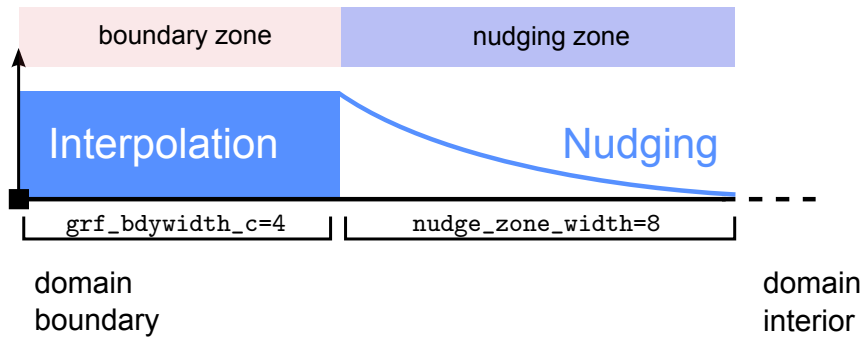 boundary zone
nudging zone
Interpolation
Nudging
grf_bdywidth_c=4
nudge_zone_width=8
domain
boundary
domain
interior